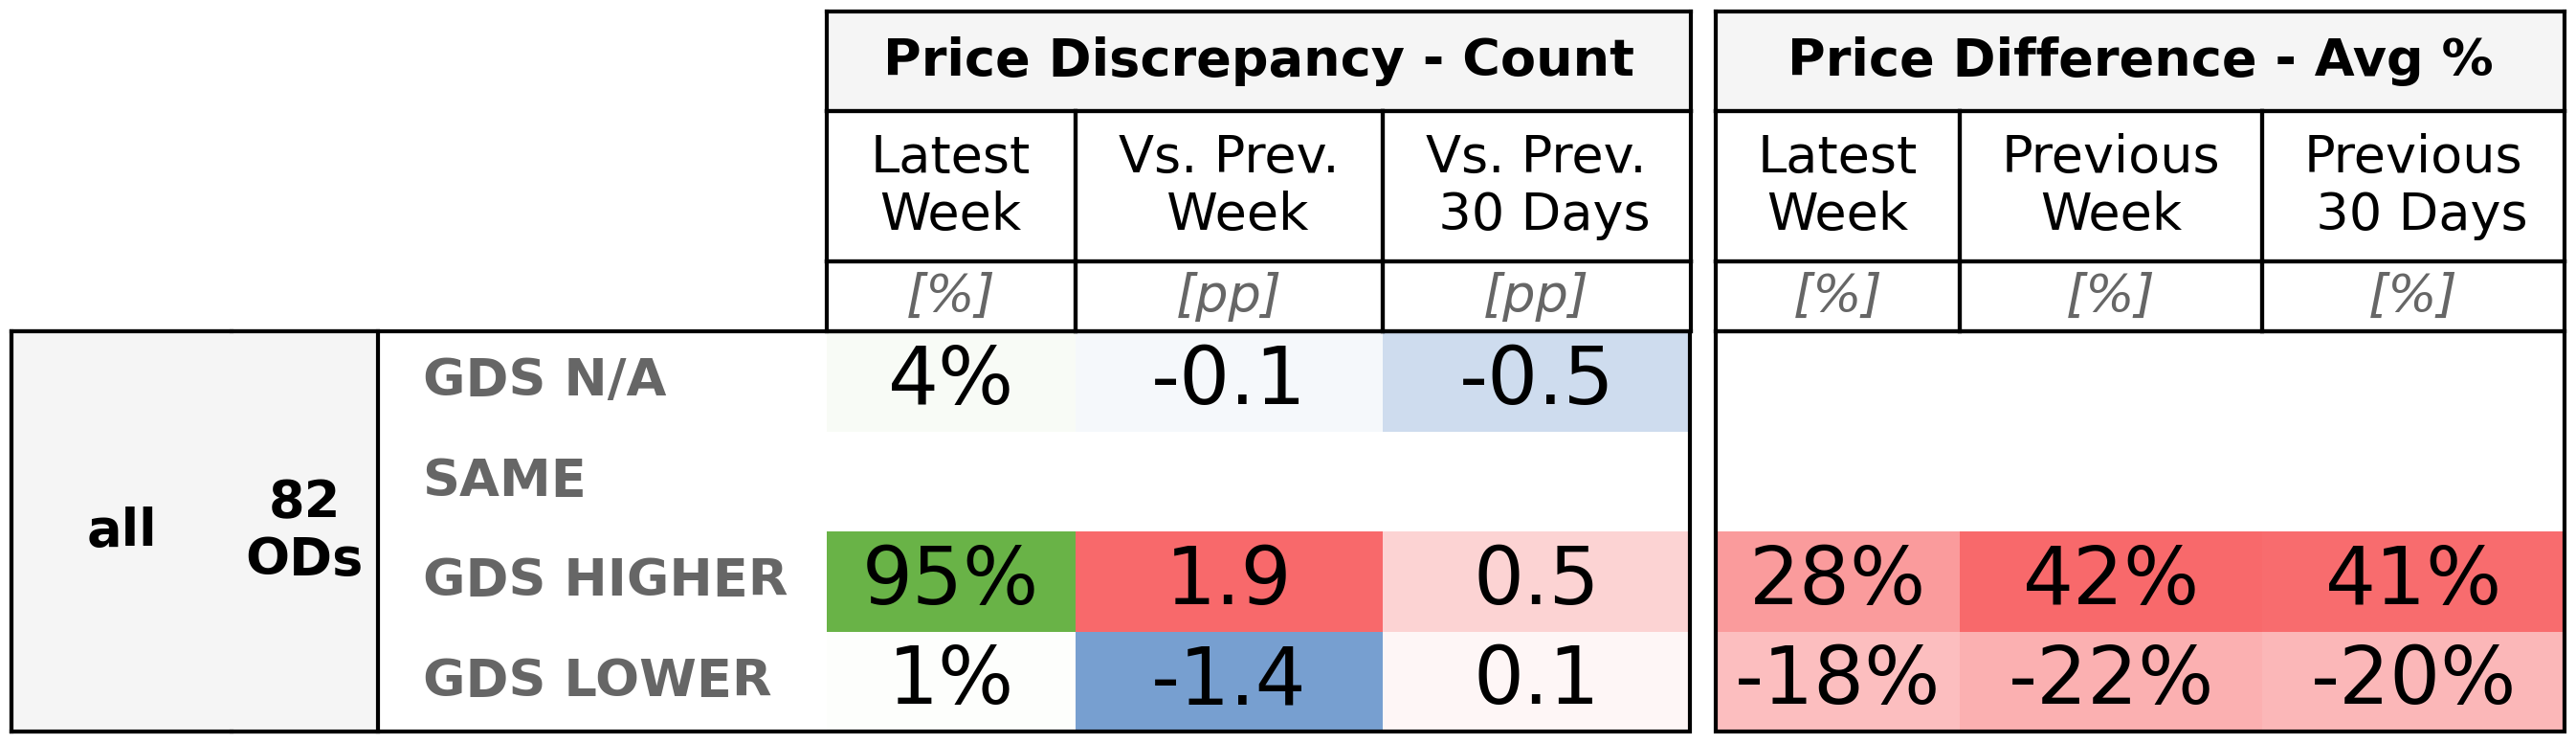 Price Discrepancy - Count Price Difference - Avg %
Latest Week Vs. Prev. Week Vs. Prev. 30 Days Latest Week Previous Week Previous 30 Days
[%] [pp] [pp] [%] [%] [%]
all 82 ODs
GDS N/A 4% -0.1 -0.5
SAME
GDS HIGHER 95% 1.9 0.5 28% 42% 41%
GDS LOWER 1% -1.4 0.1 -18% -22% -20%